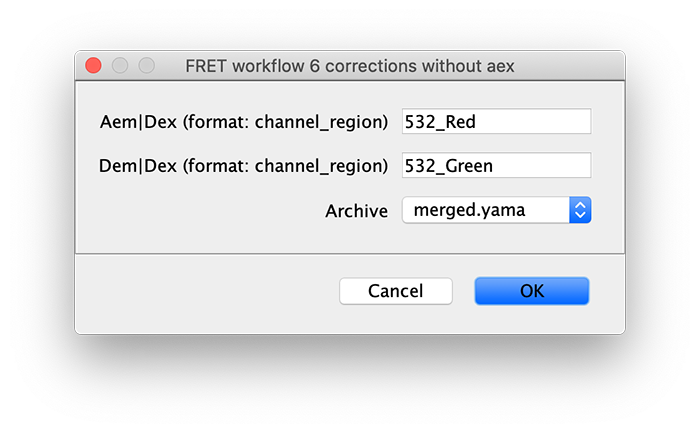 FRET workflow 6 corrections without aex
Aem|Dex (format: channel_region) 532_Red
Dem|Dex (format: channel_region) 532_Green
Archive merged.yama
Cancel OK